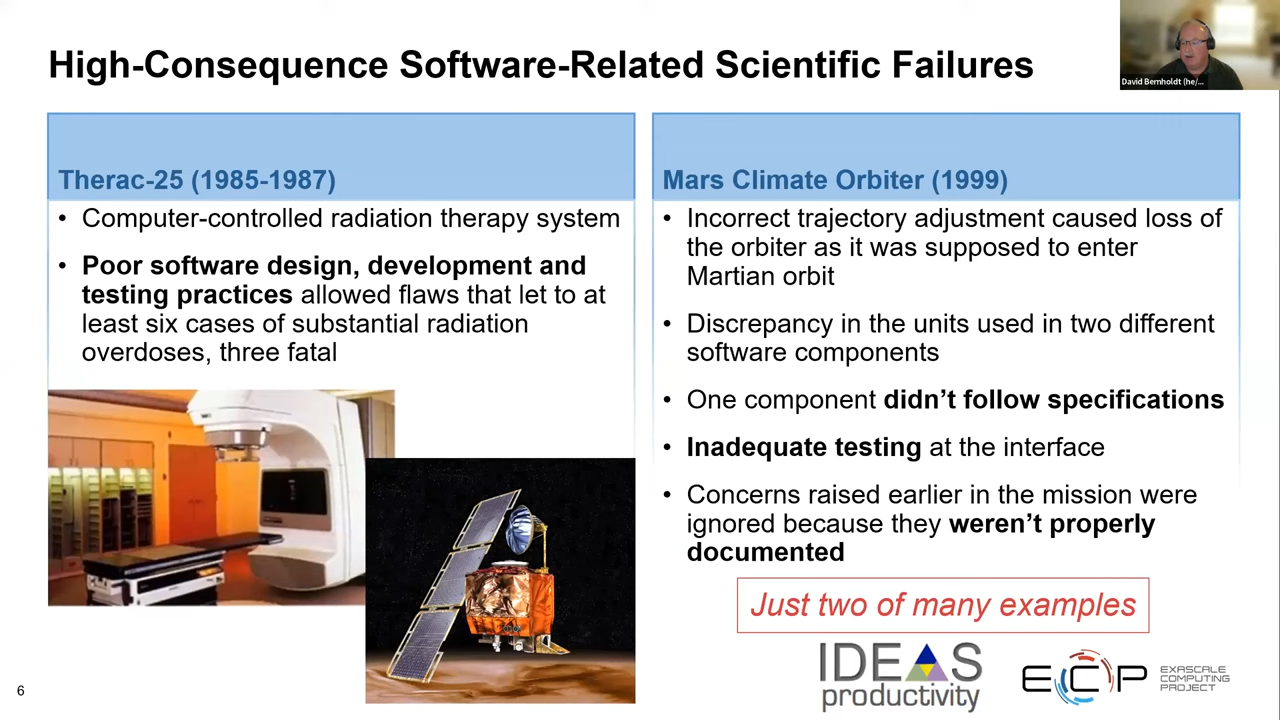 High-Consequence Software-Related Scientific Failures
David Bernholdt (he/...
Therac-25 (1985-1987)
• Computer-controlled radiation therapy system
• Poor software design, development and
testing practices allowed flaws that let to at
least six cases of substantial radiation
overdoses, three fatal
Mars Climate Orbiter (1999)
• Incorrect trajectory adjustment caused loss of
the orbiter as it was supposed to enter
Martian orbit
• Discrepancy in the units used in two different
software components
• One component didn't follow specifications
• Inadequate testing at the interface
• Concerns raised earlier in the mission were
ignored because they weren't properly
documented
Just two of many examples
IDEAS
productivity
ECP
EXASCALE
COMPUTING
PROJECT
6